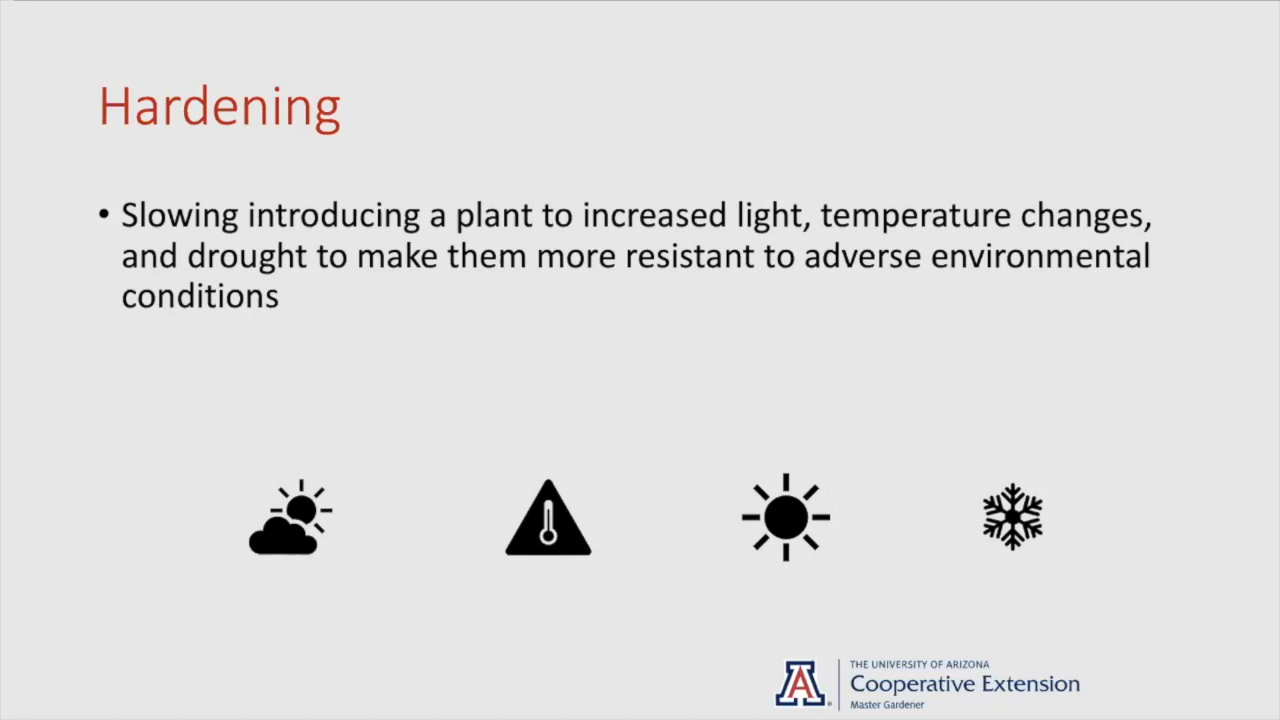 Hardening
• Slowing introducing a plant to increased light, temperature changes,
and drought to make them more resistant to adverse environmental
conditions
A
THE UNIVERSITY OF ARIZONA
Cooperative Extension
Master Gardener